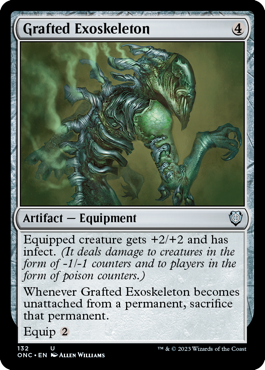 Grafted Exoskeleton 4
Artifact — Equipment
Equipped creature gets +2/+2 and has
infect. (It deals damage to creatures in the
form of -1/-1 counters and to players in the
form of poison counters.)
Whenever Grafted Exoskeleton becomes
unattached from a permanent, sacrifice
that permanent.
Equip 2
132 U
ONC • EN ALLEN WILLIAMS ™ & © 2023 Wizards of the Coast